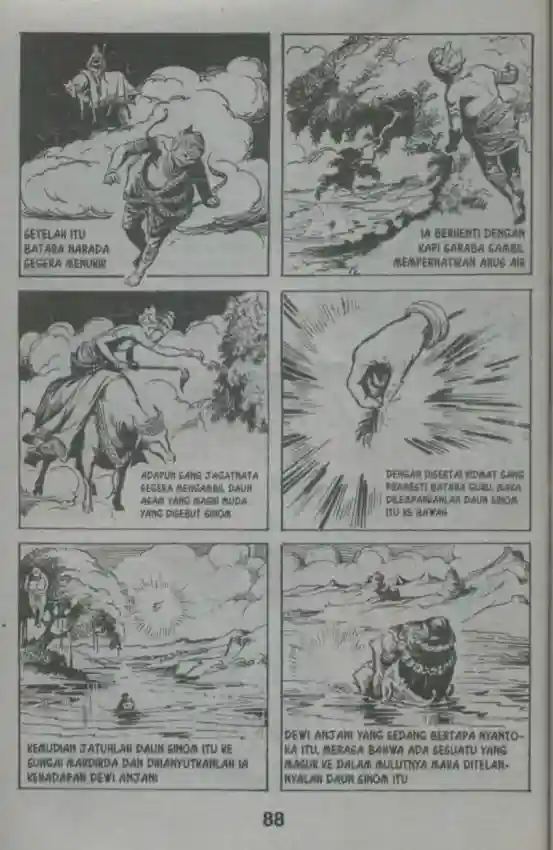 SETELAH ITU
BATARA NARADA
SEGERA MENUKIK
IA BERHENTI DENGAN
KAPI SARABA SAMBIL
MEMPERHATIKAN ARUS AIR
ADAPUN SANG JAGATNATA
SEGERA MENGAMBIL DAUN
ASAM YANG MASIH MUDA
YANG DISEBUT SINOM
DENGAN DISERTAI HIDMAT SANG
PRAMESTI BATARA GURU, MAKA
DILEMPARKANLAH DAUN SINOM
ITU KE BAWAH
KEMUDIAN JATUHLAH DAUN SINOM ITU KE
SUNGAI MARDIRDA DAN DIHANYUTKANLAH IA
KEHADAPAN DEWI ANJANI
DEWI ANJANI YANG SEDANG BERTAPA NYANTO-
KA ITU, MERASA BAHWA ADA SESUATU YANG
MASUK KE DALAM MULUTNYA MAKA DITELAN-
NYALAH DAUN SINOM ITU
88